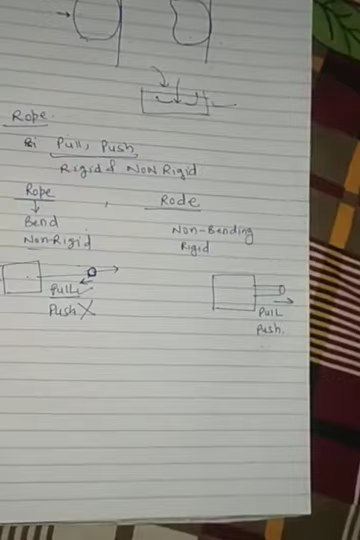 Rope.
Pull, Push,
Rigid & Non Rigid
Rope , Rode
Bend
Non-Rigid
Non-Bending
Rigid
Pull ✓
Push X
Pull
Push.